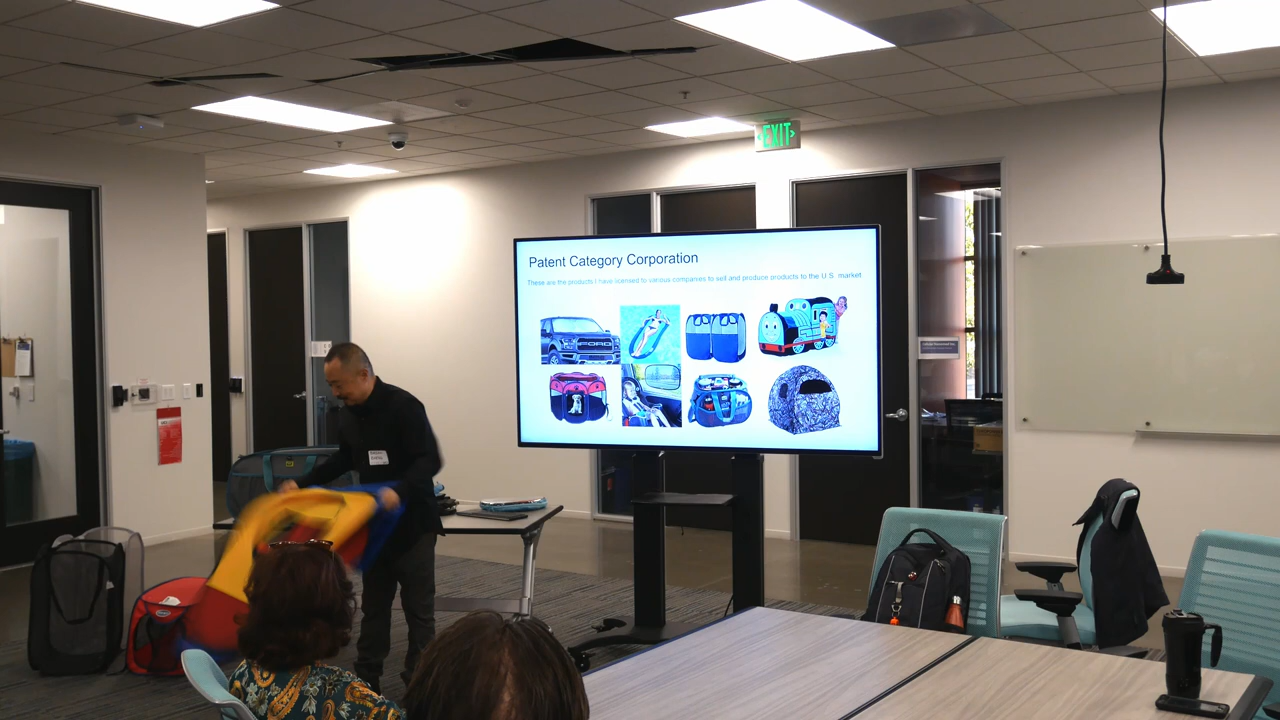 EXIT
Patent Category Corporation
These are the products I have licensed to various companies to sell and produce products to the U.S. market
FORD